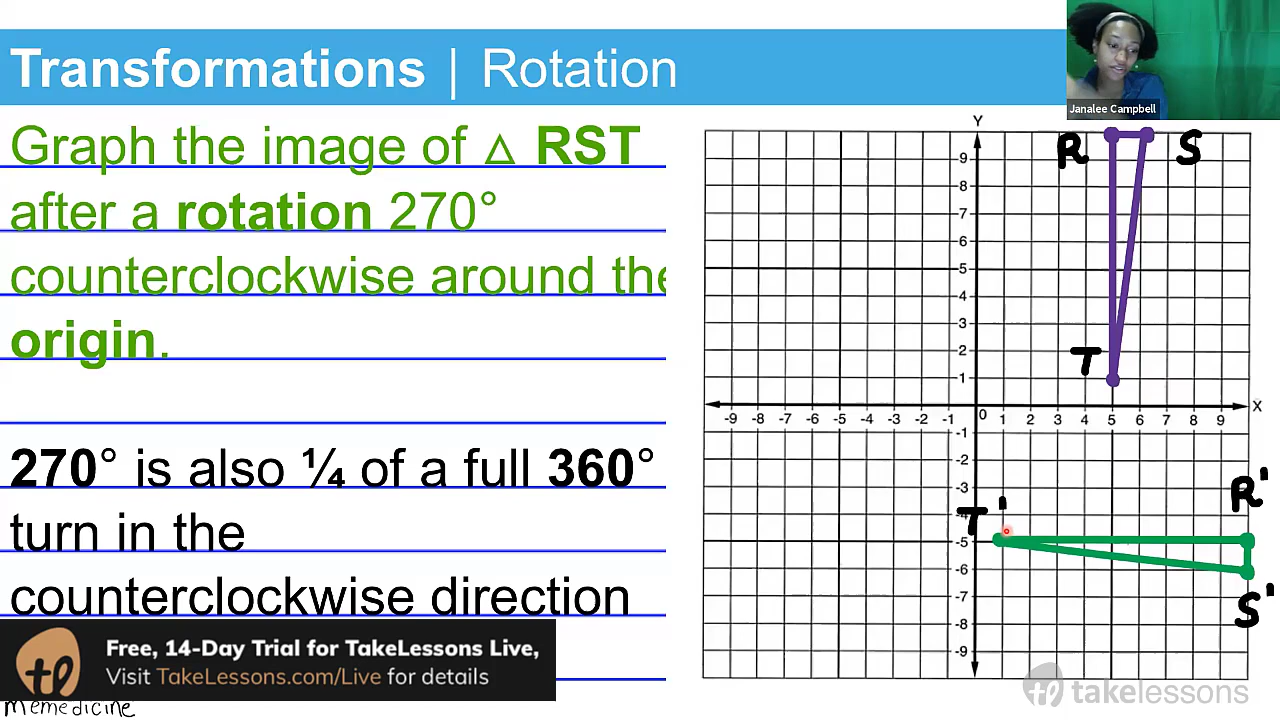 Transformations | Rotation
Janalee Campbell
Graph the image of △ RST
after a rotation 270°
counterclockwise around the
origin.
270° is also ¼ of a full 360°
turn in the
counterclockwise direction
Free, 14-Day Trial for TakeLessons Live,
Visit TakeLessons.com/Live for details
memedicine
Y
R S
9
8
7
6
5
4
3
2
T
1
X
-9 -8 -7 -6 -5 -4 -3 -2 -1 0 1 2 3 4 5 6 7 8 9
-1
-2
-3
R'
-4
T'
-5
-6
-7
S'
-8
-9
takelessons